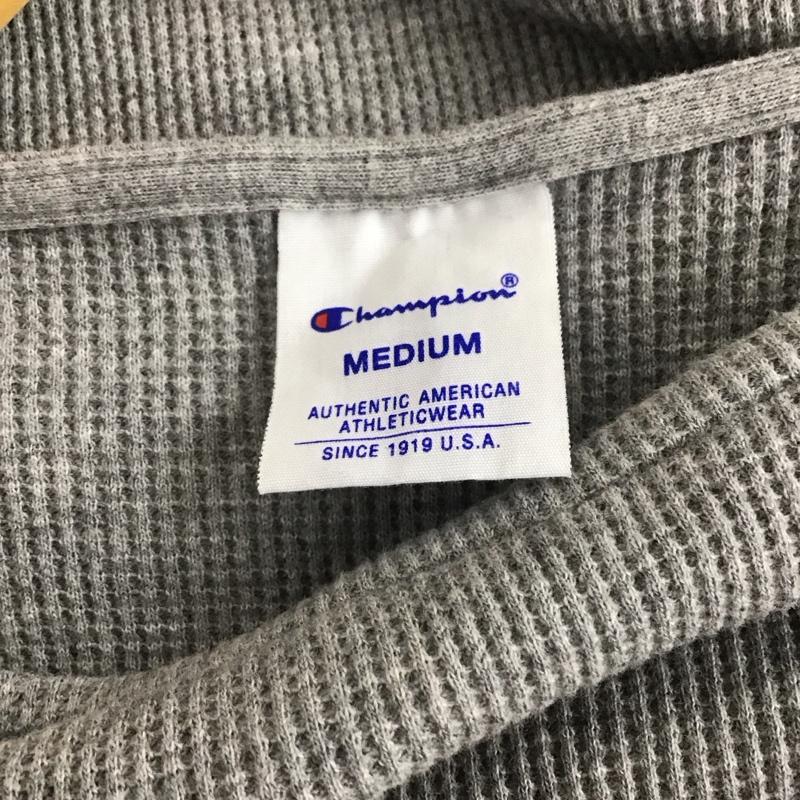 Champion®
MEDIUM
AUTHENTIC AMERICAN
ATHLETICWEAR
SINCE 1919 U.S.A.